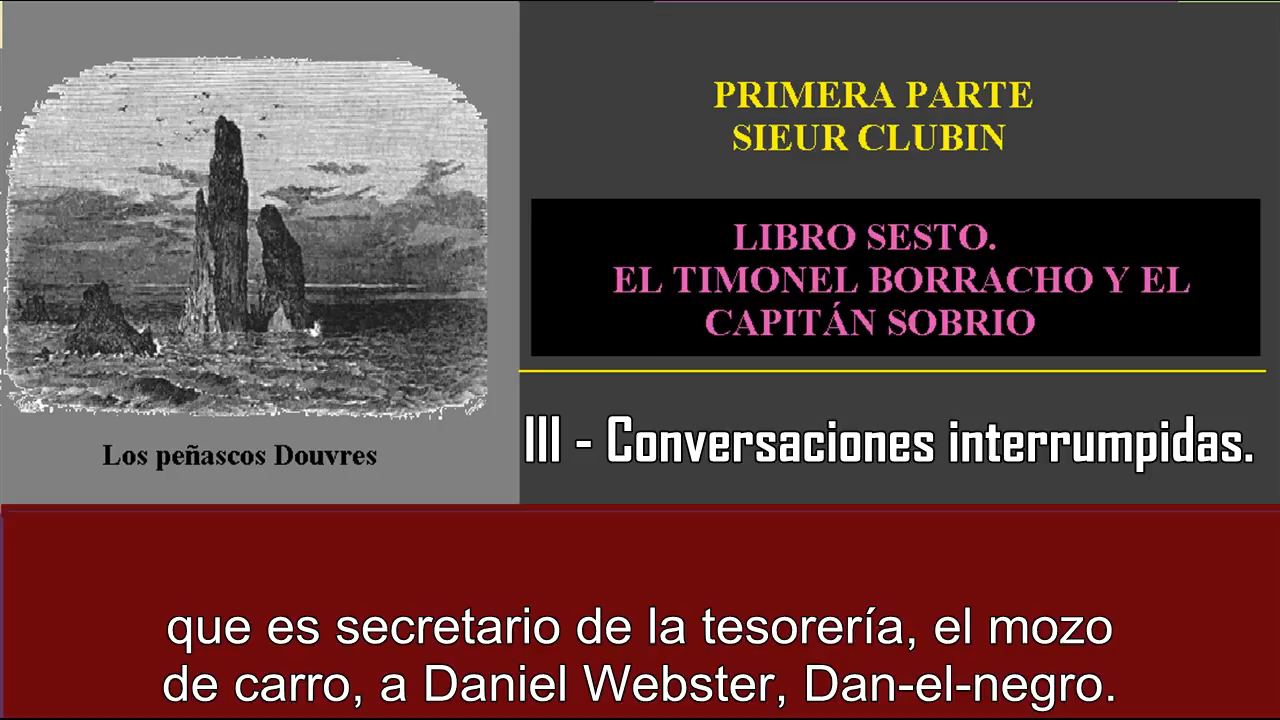 PRIMERA PARTE
SIEUR CLUBIN
LIBRO SESTO.
EL TIMONEL BORRACHO Y EL
CAPITÁN SOBRIO
Los peñascos Douvres
III - Conversaciones interrumpidas.
que es secretario de la tesorería, el mozo
de carro, a Daniel Webster, Dan-el-negro.